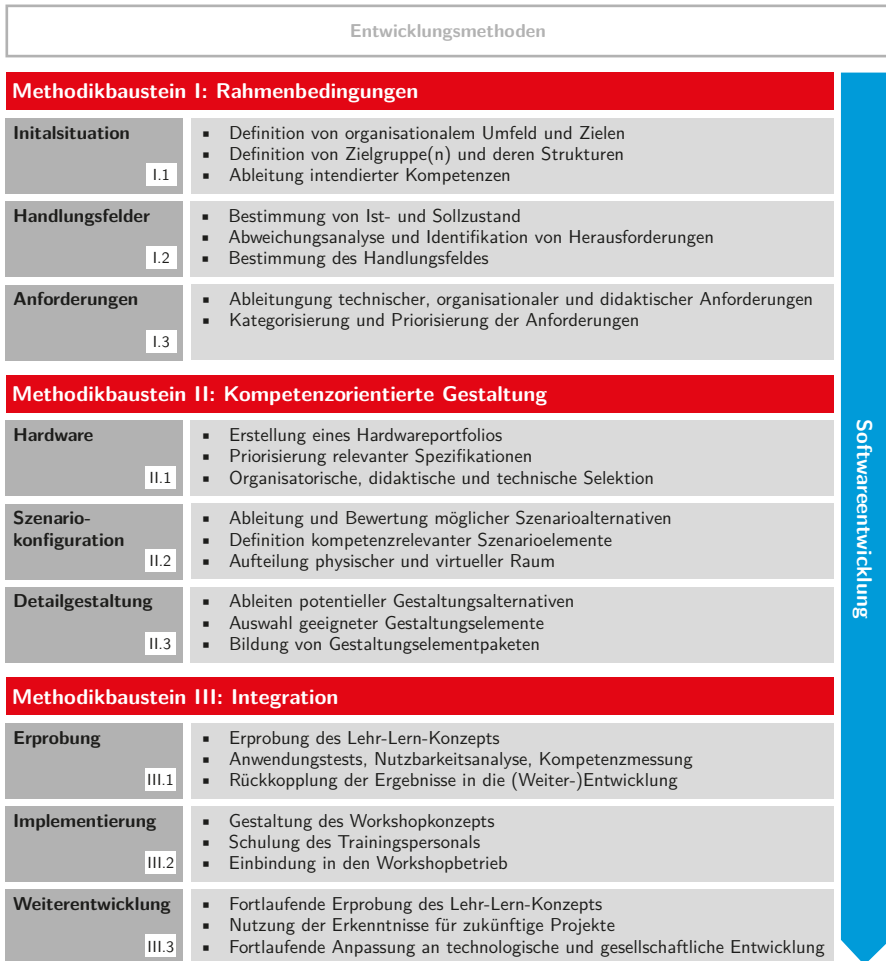 Entwicklungsmethoden
Methodikbaustein I: Rahmenbedingungen
Initalsituation
I.1
▪ Definition von organisationalem Umfeld und Zielen
▪ Definition von Zielgruppe(n) und deren Strukturen
▪ Ableitung intendierter Kompetenzen
Handlungsfelder
I.2
▪ Bestimmung von Ist- und Sollzustand
▪ Abweichungsanalyse und Identifikation von Herausforderungen
▪ Bestimmung des Handlungsfeldes
Anforderungen
I.3
▪ Ableitungung technischer, organisationaler und didaktischer Anforderungen
▪ Kategorisierung und Priorisierung der Anforderungen
Methodikbaustein II: Kompetenzorientierte Gestaltung
Hardware
II.1
▪ Erstellung eines Hardwareportfolios
▪ Priorisierung relevanter Spezifikationen
▪ Organisatorische, didaktische und technische Selektion
Szenario-
konfiguration
II.2
▪ Ableitung und Bewertung möglicher Szenarioalternativen
▪ Definition kompetenzrelevanter Szenarioelemente
▪ Aufteilung physischer und virtueller Raum
Detailgestaltung
II.3
▪ Ableiten potentieller Gestaltungsalternativen
▪ Auswahl geeigneter Gestaltungselemente
▪ Bildung von Gestaltungselementpaketen
Methodikbaustein III: Integration
Erprobung
III.1
▪ Erprobung des Lehr-Lern-Konzepts
▪ Anwendungstests, Nutzbarkeitsanalyse, Kompetenzmessung
▪ Rückkopplung der Ergebnisse in die (Weiter-)Entwicklung
Implementierung
III.2
▪ Gestaltung des Workshopkonzepts
▪ Schulung des Trainingspersonals
▪ Einbindung in den Workshopbetrieb
Weiterentwicklung
III.3
▪ Fortlaufende Erprobung des Lehr-Lern-Konzepts
▪ Nutzung der Erkenntnisse für zukünftige Projekte
▪ Fortlaufende Anpassung an technologische und gesellschaftliche Entwicklung
Softwareentwicklung